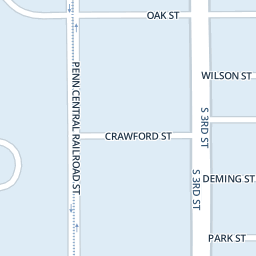 OAK ST
WILSON ST
PENN CENTRAL RAILROAD ST.
S 3RD ST
CRAWFORD ST
S 3RD ST
DEMING ST.
PARK ST